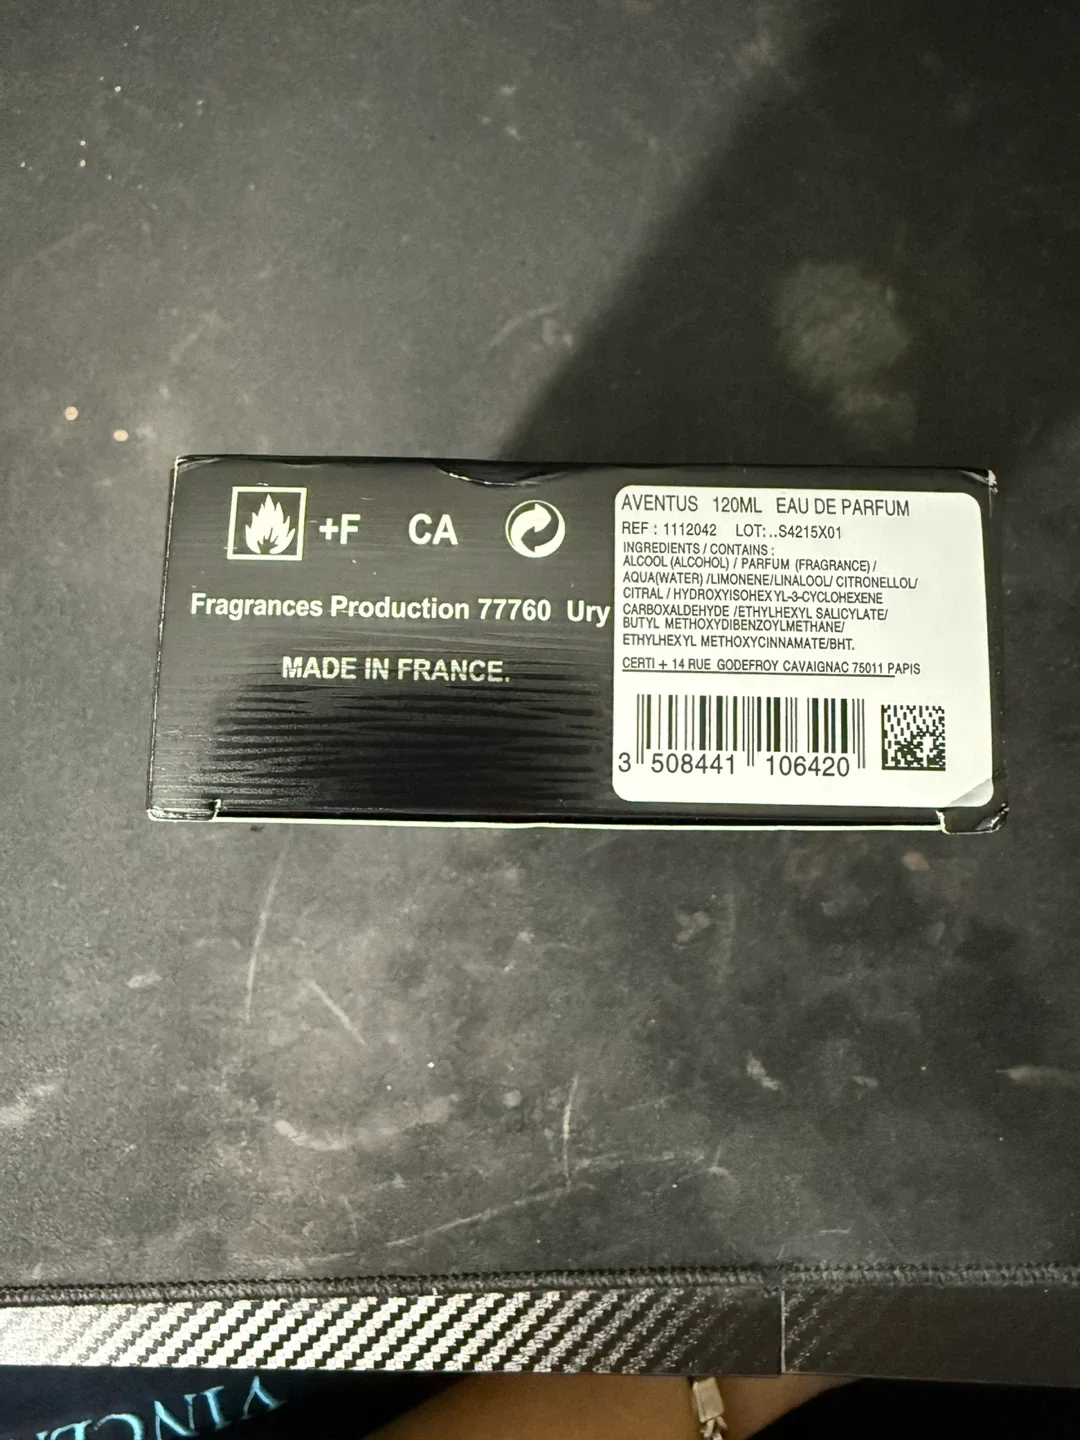 +F CA
Fragrances Production 77760 Ury
MADE IN FRANCE.
AVENTUS 120ML EAU DE PARFUM
REF : 1112042 LOT:..S4215X01
INGREDIENTS / CONTAINS :
ALCOOL (ALCOHOL) / PARFUM (FRAGRANCE) /
AQUA(WATER) /LIMONENE/LINALOOL/ CITRONELLOL/
CITRAL / HYDROXYISOHEXYL-3-CYCLOHEXENE
CARBOXALDEHYDE /ETHYLHEXYL SALICYLATE/
BUTYL METHOXYDIBENZOYLMETHANE/
ETHYLHEXYL METHOXYCINNAMATE/BHT.
CERTI + 14 RUE GODEFROY CAVAIGNAC 75011 PAPIS
3 508441 106420